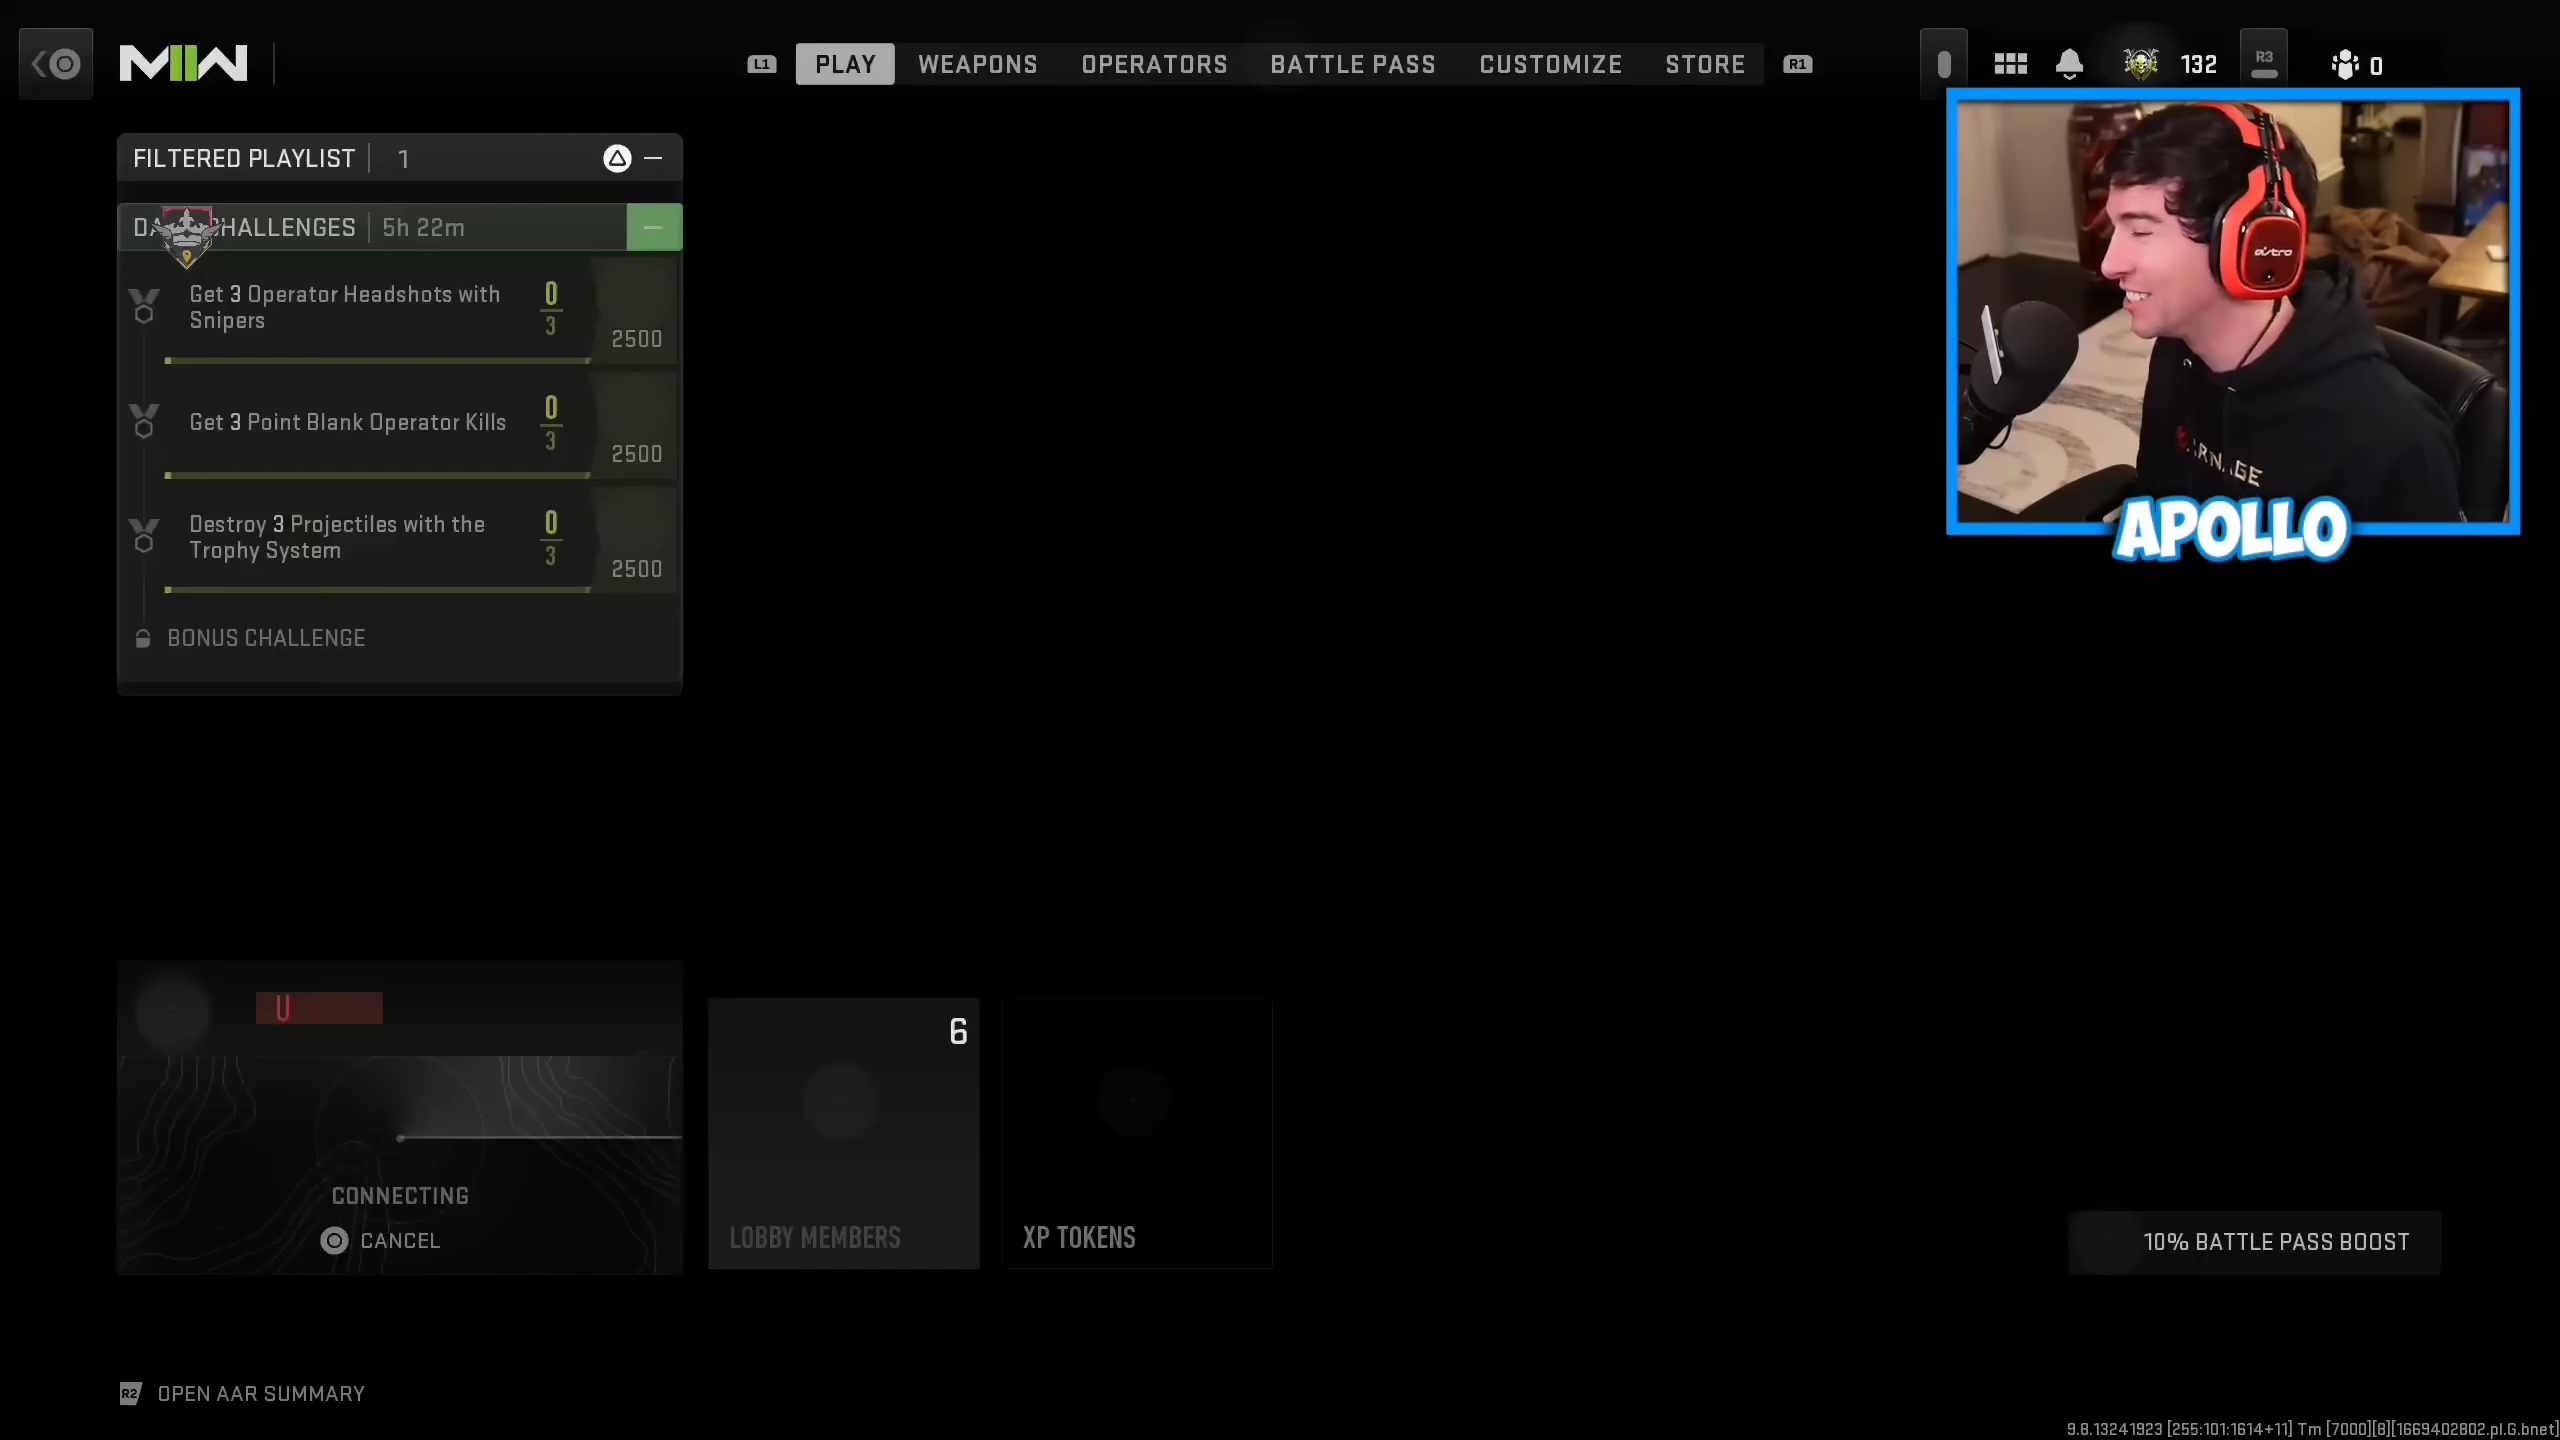 MIIW
L1 PLAY WEAPONS OPERATORS BATTLE PASS CUSTOMIZE STORE R1
132 R3 0
FILTERED PLAYLIST 1
CHALLENGES 5h 22m
Get 3 Operator Headshots with
Snipers
0
3
2500
Get 3 Point Blank Operator Kills
0
3
2500
Destroy 3 Projectiles with the
Trophy System
0
3
2500
BONUS CHALLENGE
astro
APOLLO
U
CONNECTING
CANCEL
6
LOBBY MEMBERS
XP TOKENS
10% BATTLE PASS BOOST
R2 OPEN AAR SUMMARY
9.8.13241923 [255:101:1614+11] Tm [7000][8][1669402802.pl.G.bnet]